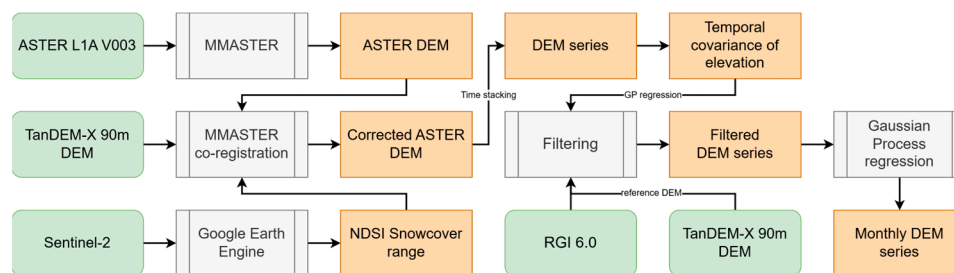 ASTER L1A V003
MMASTER
ASTER DEM
DEM series
Temporal
covariance of
elevation
Time stacking
GP regression
TanDEM-X 90m
DEM
MMASTER
co-registration
Corrected ASTER
DEM
Filtering
Filtered
DEM series
Gaussian
Process
regression
reference DEM
Sentinel-2
Google Earth
Engine
NDSI Snowcover
range
RGI 6.0
TanDEM-X 90m
DEM
Monthly DEM
series